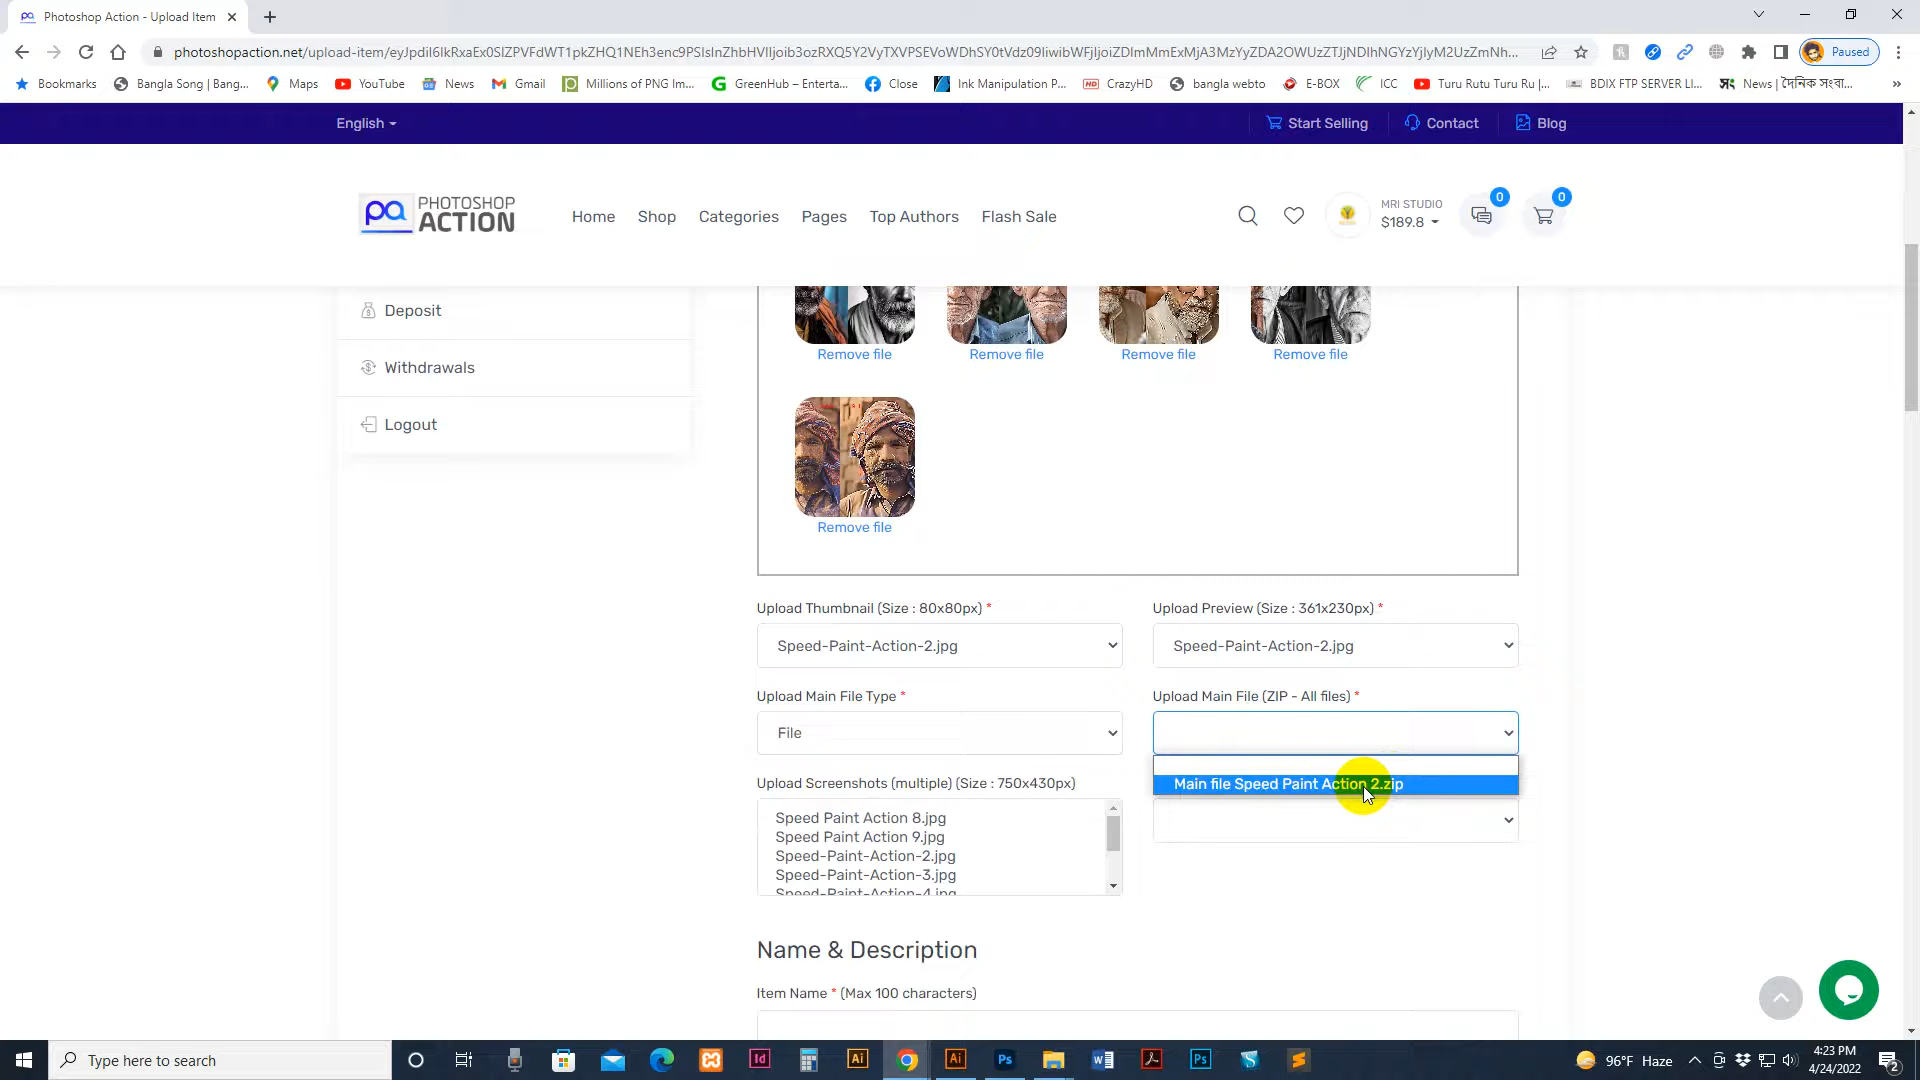 Photoshop Action - Upload Item
photoshopaction.net/upload-item/
Paused
Bookmarks
Bangla Song | Bang...
Maps
YouTube
News
Gmail
Millions of PNG Im...
GreenHub – Enterta...
Close
Ink Manipulation P...
CrazyHD
bangla webto
E-BOX
ICC
Turu Rutu Turu Ru |...
BDIX FTP SERVER LI...
News | দৈনিক সংবা...
English
Start Selling
Contact
Blog
pa PHOTOSHOP
ACTION
Home
Shop
Categories
Pages
Top Authors
Flash Sale
MRI STUDIO
$189.8
0
0
Deposit
Withdrawals
Logout
Remove file
Remove file
Remove file
Remove file
Remove file
Upload Thumbnail (Size : 80x80px) *
Upload Preview (Size : 361x230px) *
Speed-Paint-Action-2.jpg
Speed-Paint-Action-2.jpg
Upload Main File Type *
Upload Main File (ZIP - All files) *
File
Main file Speed Paint Action 2.zip
Upload Screenshots (multiple) (Size : 750x430px)
Speed Paint Action 8.jpg
Speed Paint Action 9.jpg
Speed-Paint-Action-2.jpg
Speed-Paint-Action-3.jpg
Speed-Paint-Action-4.jpg
Name & Description
Item Name * (Max 100 characters)
Type here to search
96°F Haze
4:23 PM
4/24/2022
2